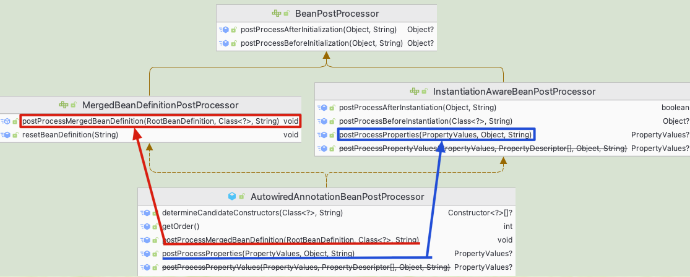 BeanPostProcessor
postProcessAfterInitialization(Object, String) Object?
postProcessBeforeInitialization(Object, String) Object?
MergedBeanDefinitionPostProcessor
postProcessMergedBeanDefinition(RootBeanDefinition, Class<?>, String) void
resetBeanDefinition(String) void
InstantiationAwareBeanPostProcessor
postProcessAfterInstantiation(Object, String) boolean
postProcessBeforeInstantiation(Class<?>, String) Object?
postProcessProperties(PropertyValues, Object, String) PropertyValues?
postProcessPropertyValues(PropertyValues, PropertyDescriptor[], Object, String) PropertyValues?
AutowiredAnnotationBeanPostProcessor
determineCandidateConstructors(Class<?>, String) Constructor<?>[]?
getOrder() int
postProcessMergedBeanDefinition(RootBeanDefinition, Class<?>, String) void
postProcessProperties(PropertyValues, Object, String) PropertyValues?
postProcessPropertyValues(PropertyValues, PropertyDescriptor[], Object, String) PropertyValues?